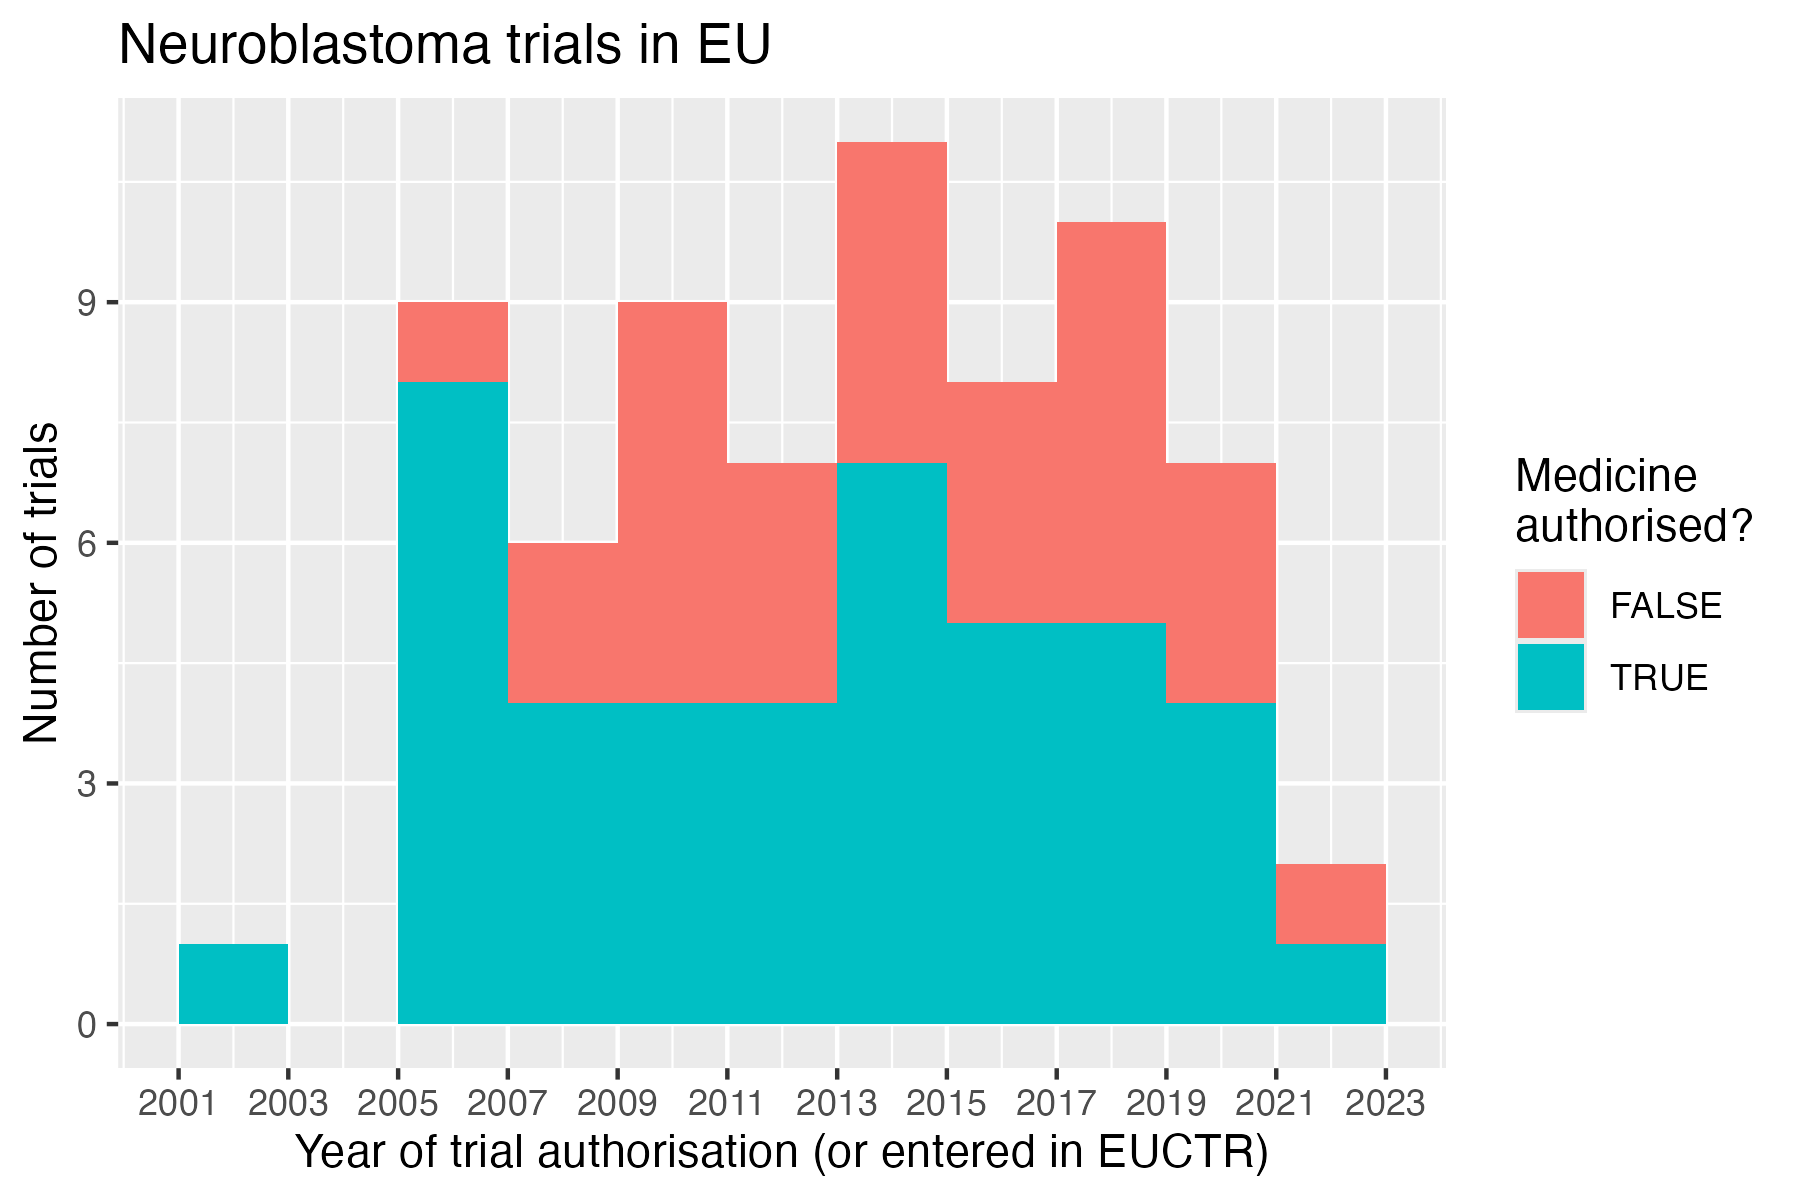 Neuroblastoma trials in EU
Number of trials
9
6
3
0
2001 2003 2005 2007 2009 2011 2013 2015 2017 2019 2021 2023
Year of trial authorisation (or entered in EUCTR)
Medicine
authorised?
FALSE
TRUE